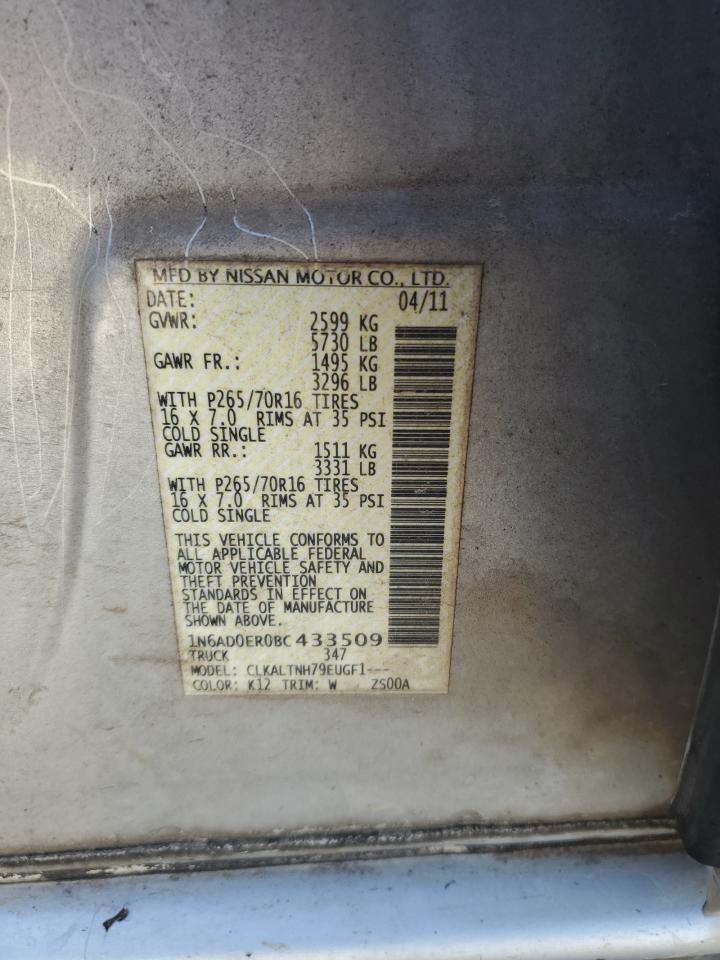 MFD BY NISSAN MOTOR CO., LTD.
DATE: 04/11
GVWR: 2599 KG
5730 LB
GAWR FR.: 1495 KG
3296 LB
WITH P265/70R16 TIRES
16 X 7.0 RIMS AT 35 PSI
COLD SINGLE
GAWR RR.: 1511 KG
3331 LB
WITH P265/70R16 TIRES
16 X 7.0 RIMS AT 35 PSI
COLD SINGLE
THIS VEHICLE CONFORMS TO
ALL APPLICABLE FEDERAL
MOTOR VEHICLE SAFETY AND
THEFT PREVENTION
STANDARDS IN EFFECT ON
THE DATE OF MANUFACTURE
SHOWN ABOVE.
1N6AD0ER0BC433509
TRUCK 347
MODEL: CLKALTNH79EUGF1---
COLOR: K12 TRIM: W ZS00A